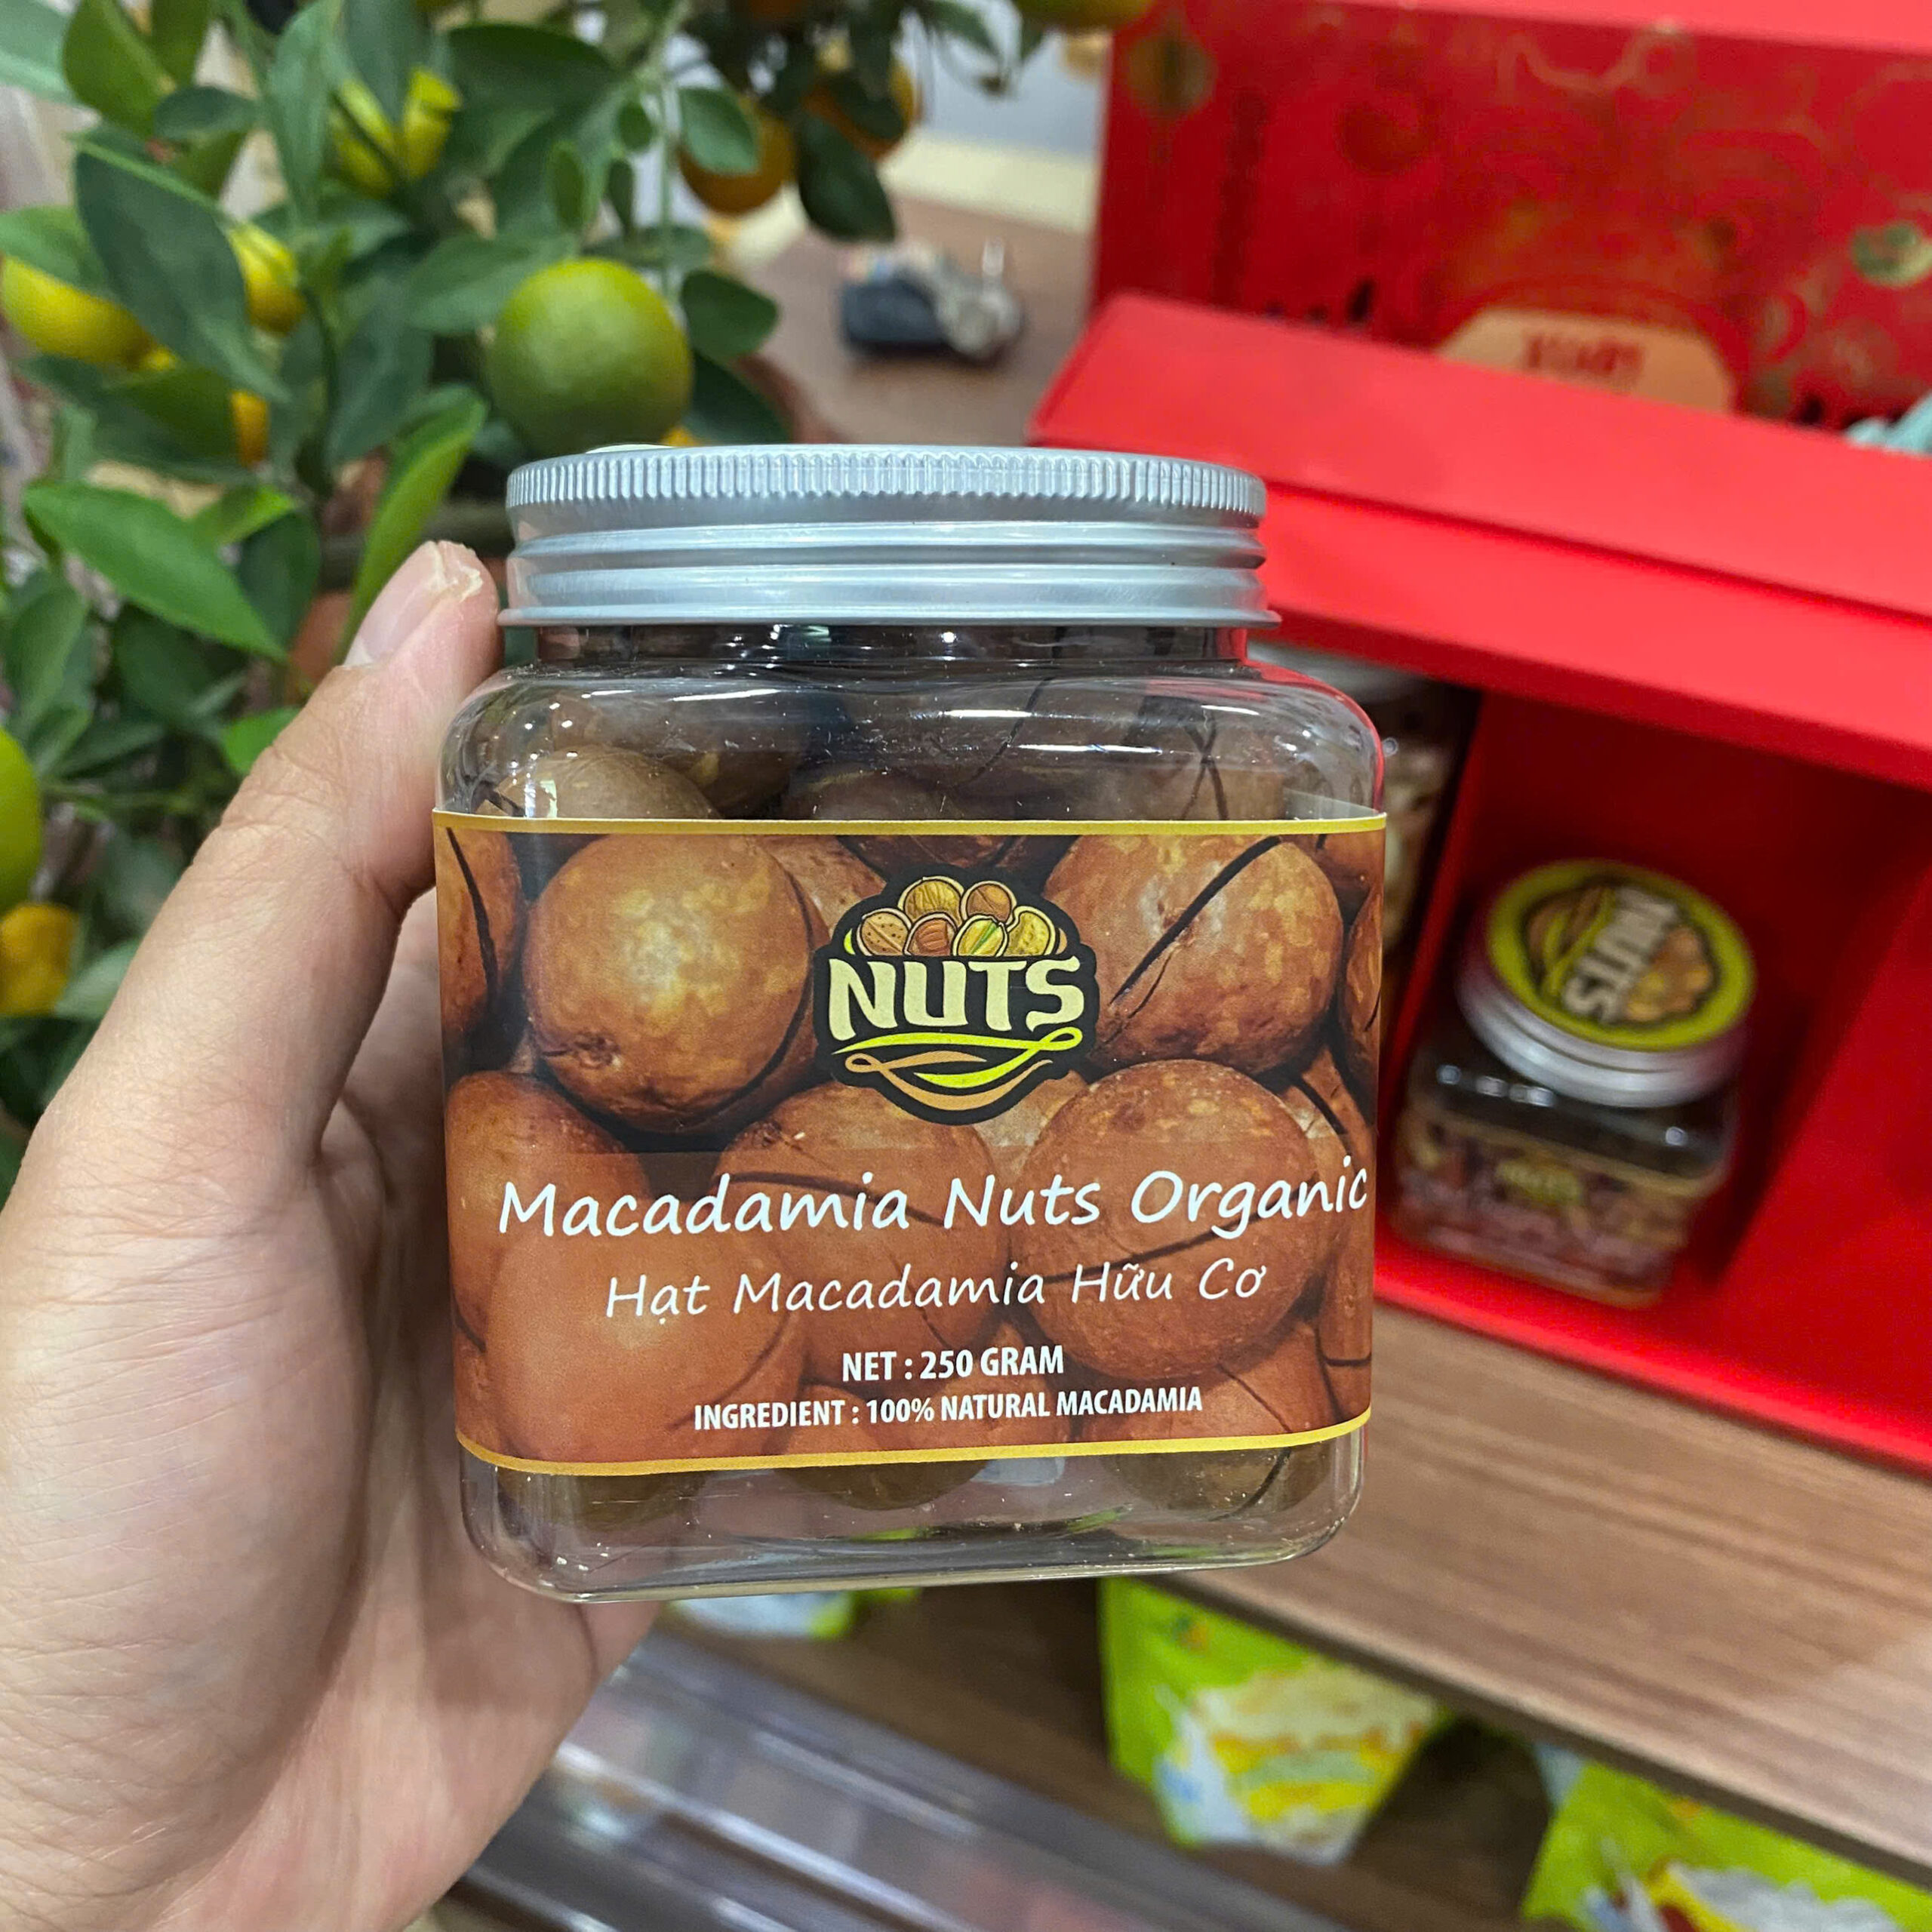 NUTS
Macadamia Nuts Organic
Hạt Macadamia Hữu Cơ
NET : 250 GRAM
INGREDIENT : 100% NATURAL MACADAMIA
NUTS